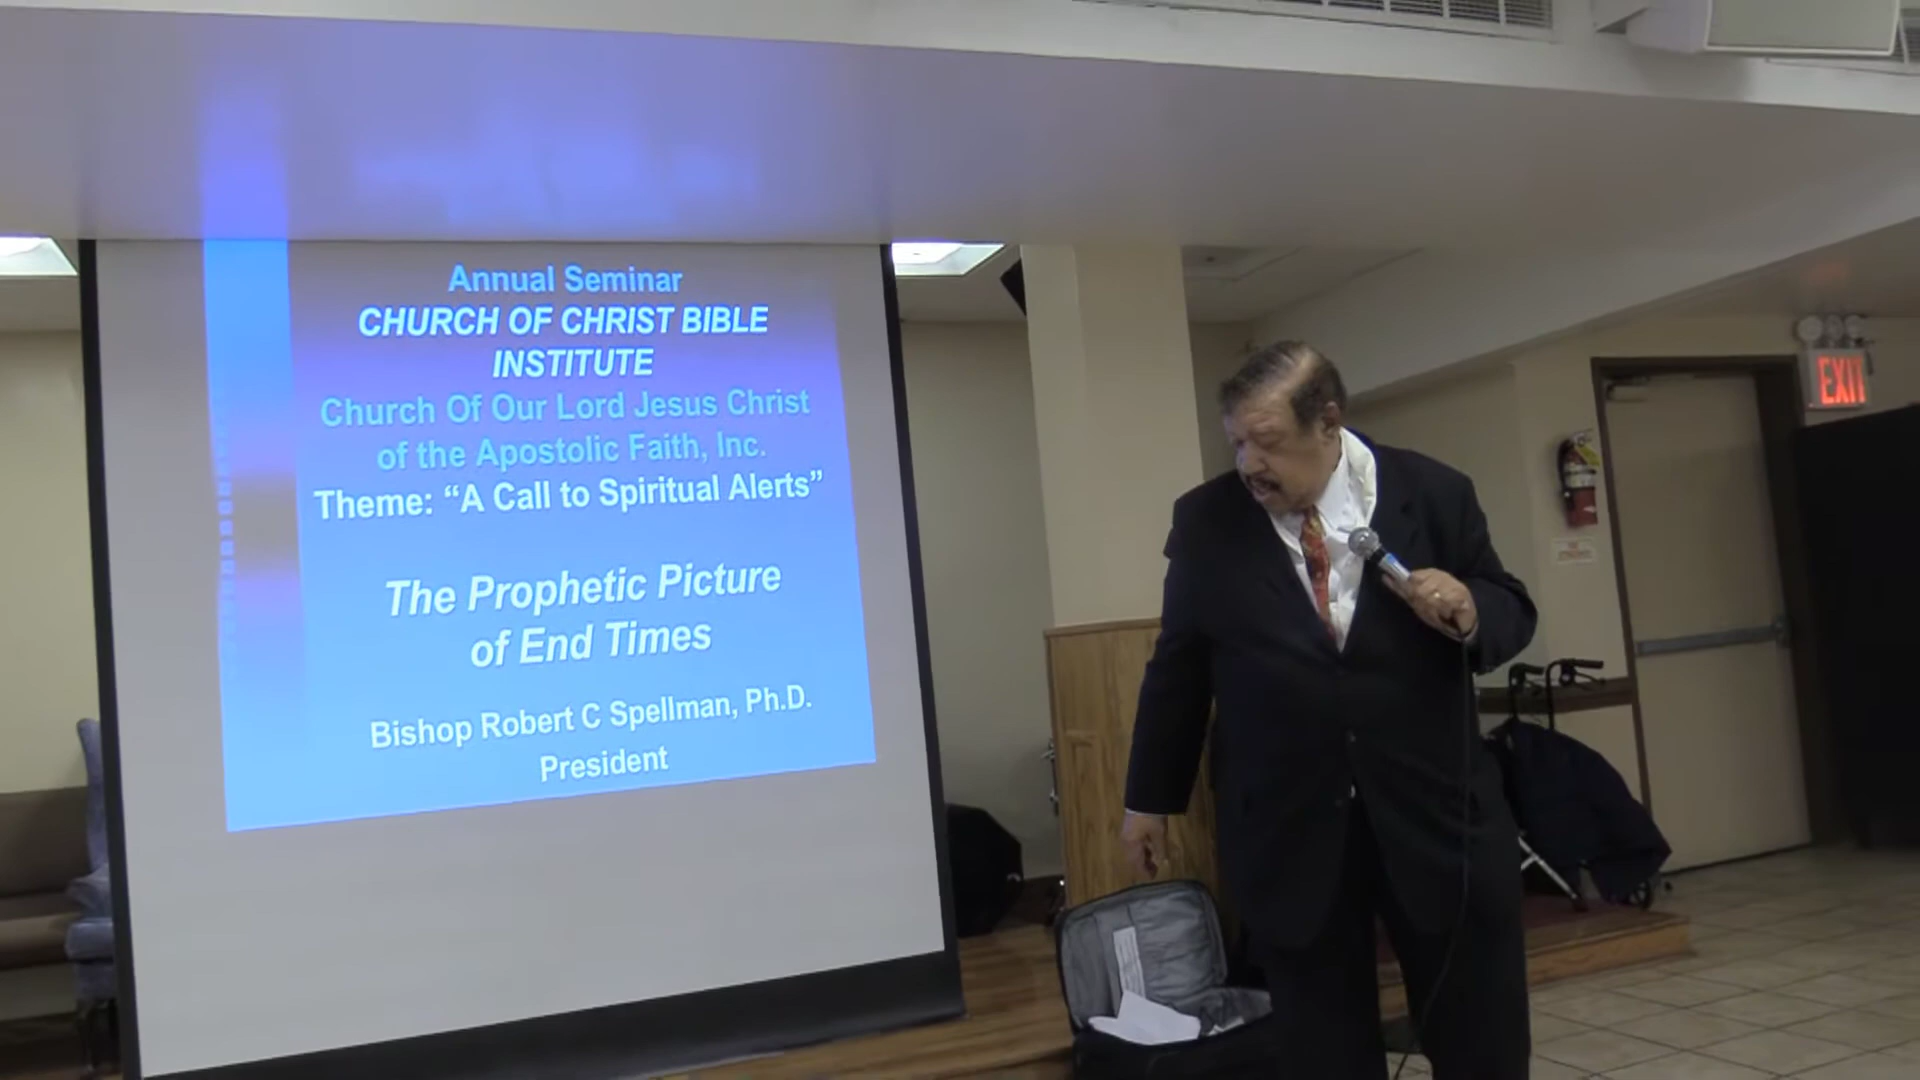 Annual Seminar
CHURCH OF CHRIST BIBLE
INSTITUTE
Church Of Our Lord Jesus Christ
of the Apostolic Faith, Inc.
Theme: “A Call to Spiritual Alerts”
The Prophetic Picture
of End Times
Bishop Robert C Spellman, Ph.D.
President
EXIT